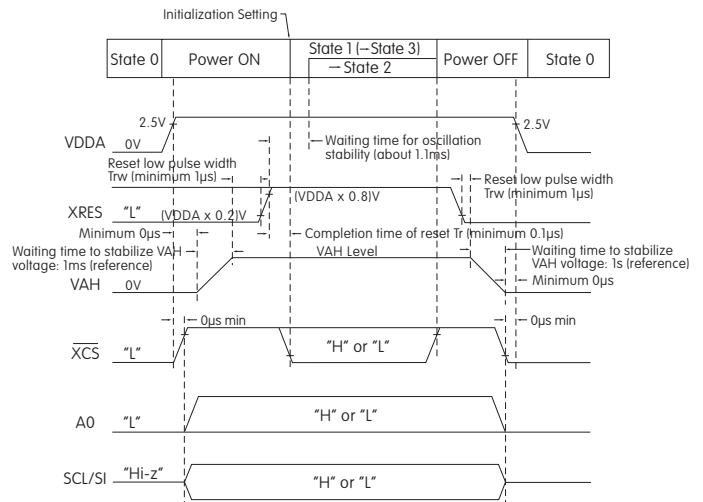 Initialization Setting
State 0
Power ON
State 1 (→State 3)
→State 2
Power OFF
State 0
2.5V
2.5V
VDDA
0V
Waiting time for oscillation
stability (about 1.1ms)
Reset low pulse width
Trw (minimum 1µs)
Reset low pulse width
Trw (minimum 1µs)
(VDDA x 0.8)V
XRES
"L"
(VDDA x 0.2)V
Minimum 0µs
Completion time of reset Tr (minimum 0.1µs)
Waiting time to stabilize VAH
voltage: 1ms (reference)
VAH Level
Waiting time to stabilize
VAH voltage: 1s (reference)
VAH
0V
Minimum 0µs
0µs min
0µs min
XCS
"L"
"H" or "L"
A0
"L"
"H" or "L"
SCL/SI
"Hi-z"
"H" or "L"